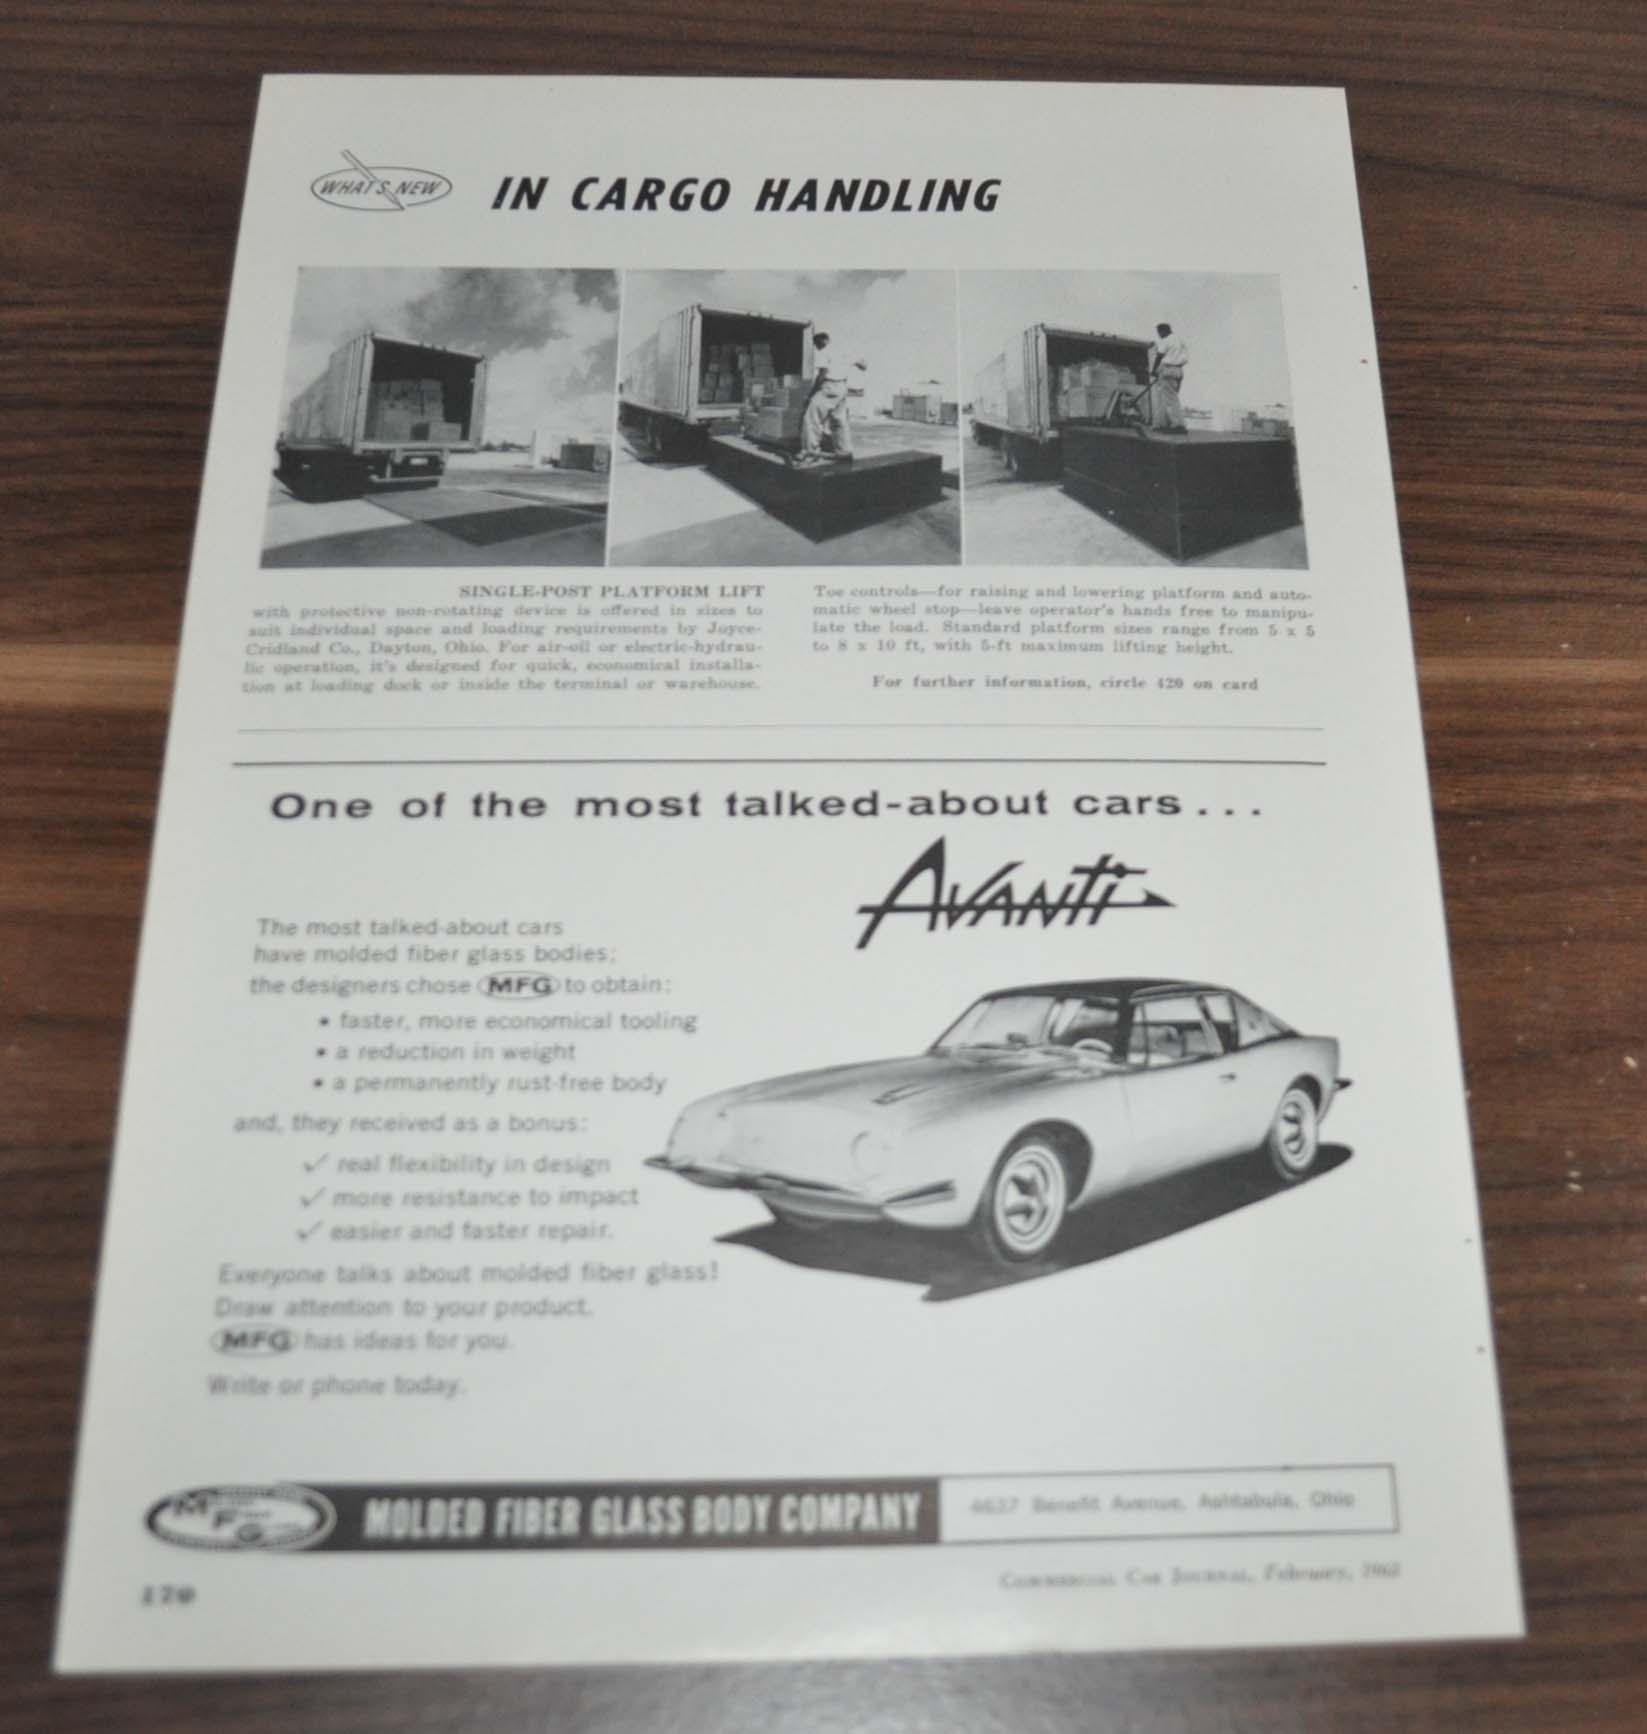 WHAT'S NEW
IN CARGO HANDLING
SINGLE-POST PLATFORM LIFT
with protective non-rotating device is offered in sizes to
suit individual space and loading requirements by Joyce-
Cridland Co., Dayton, Ohio. For air-oil or electric-hydrau-
lic operation, it's designed for quick, economical installa-
tion at loading dock or inside the terminal or warehouse.
Toe controls—for raising and lowering platform and auto-
matic wheel stop—leave operator's hands free to manipu-
late the load. Standard platform sizes range from 5 x 5
to 8 x 10 ft, with 5-ft maximum lifting height.
For further information, circle 420 on card
One of the most talked-about cars...
AVANTI
The most talked-about cars
have molded fiber glass bodies;
the designers chose MFG to obtain:
• faster, more economical tooling
• a reduction in weight
• a permanently rust-free body
and, they received as a bonus:
✓ real flexibility in design
✓ more resistance to impact
✓ easier and faster repair.
Everyone talks about molded fiber glass!
Draw attention to your product.
MFG has ideas for you.
Write or phone today.
MFG
MOLDED FIBER GLASS BODY COMPANY
4637 Benefit Avenue, Ashtabula, Ohio
170
COMMERCIAL CAR JOURNAL, February,